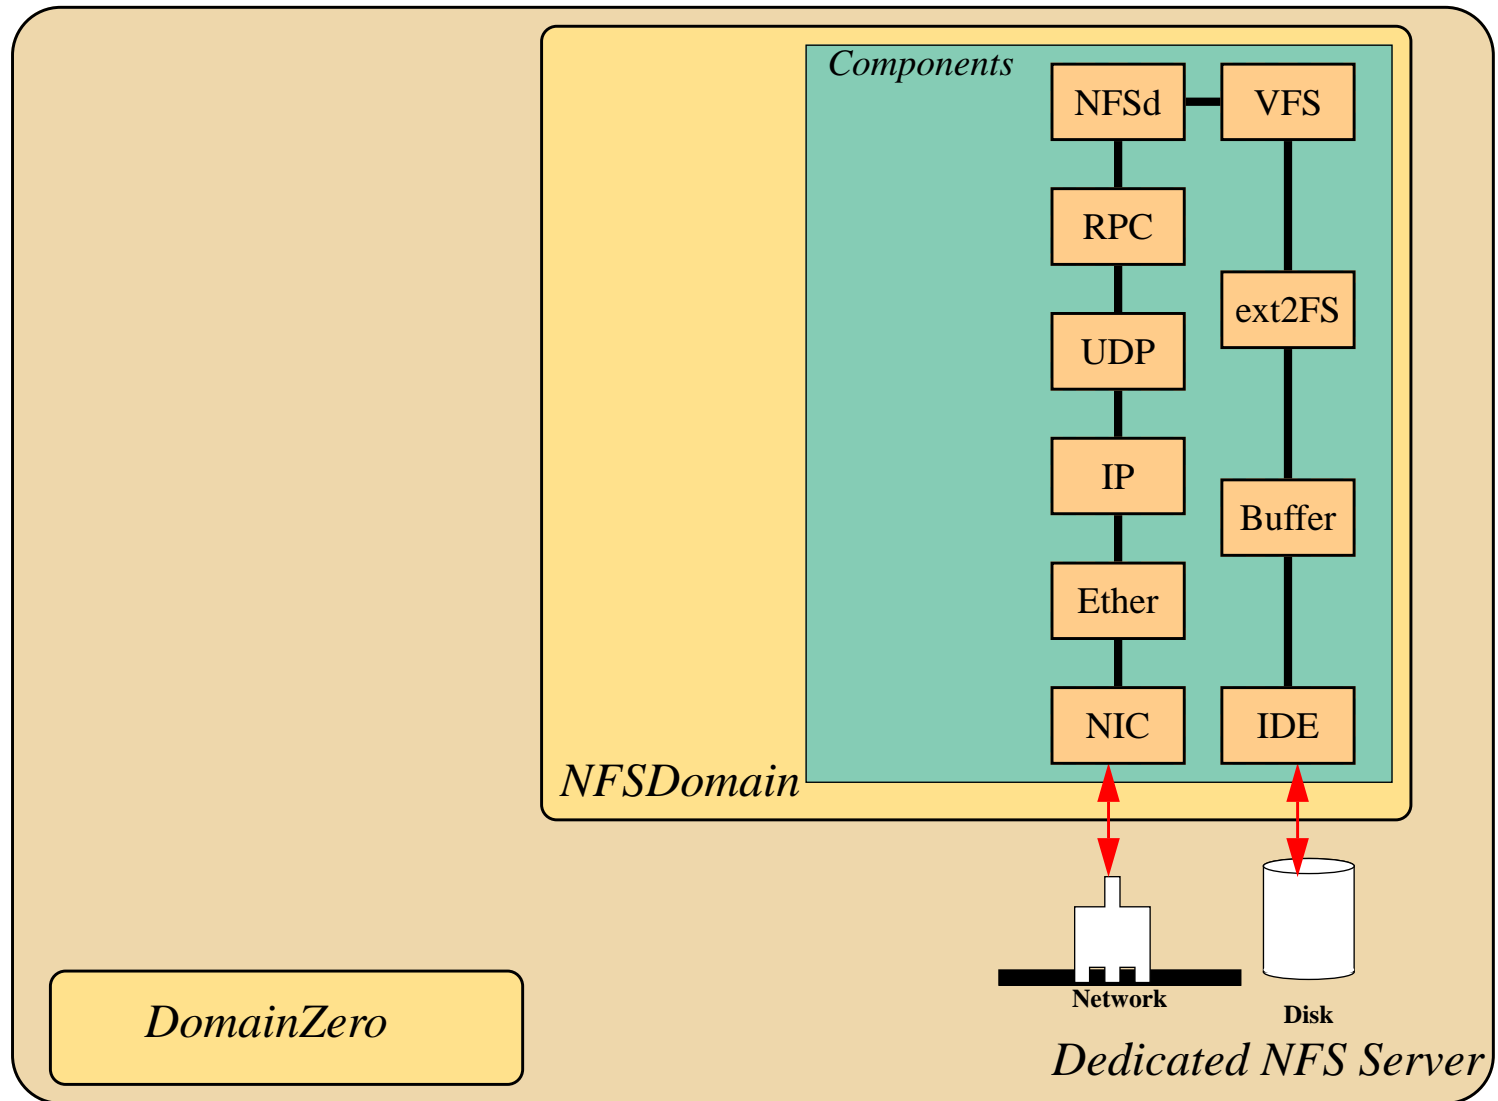 Components
NFSd
VFS
RPC
ext2FS
UDP
IP
Buffer
Ether
NIC
IDE
NFSDomain
Network
Disk
DomainZero
Dedicated NFS Server